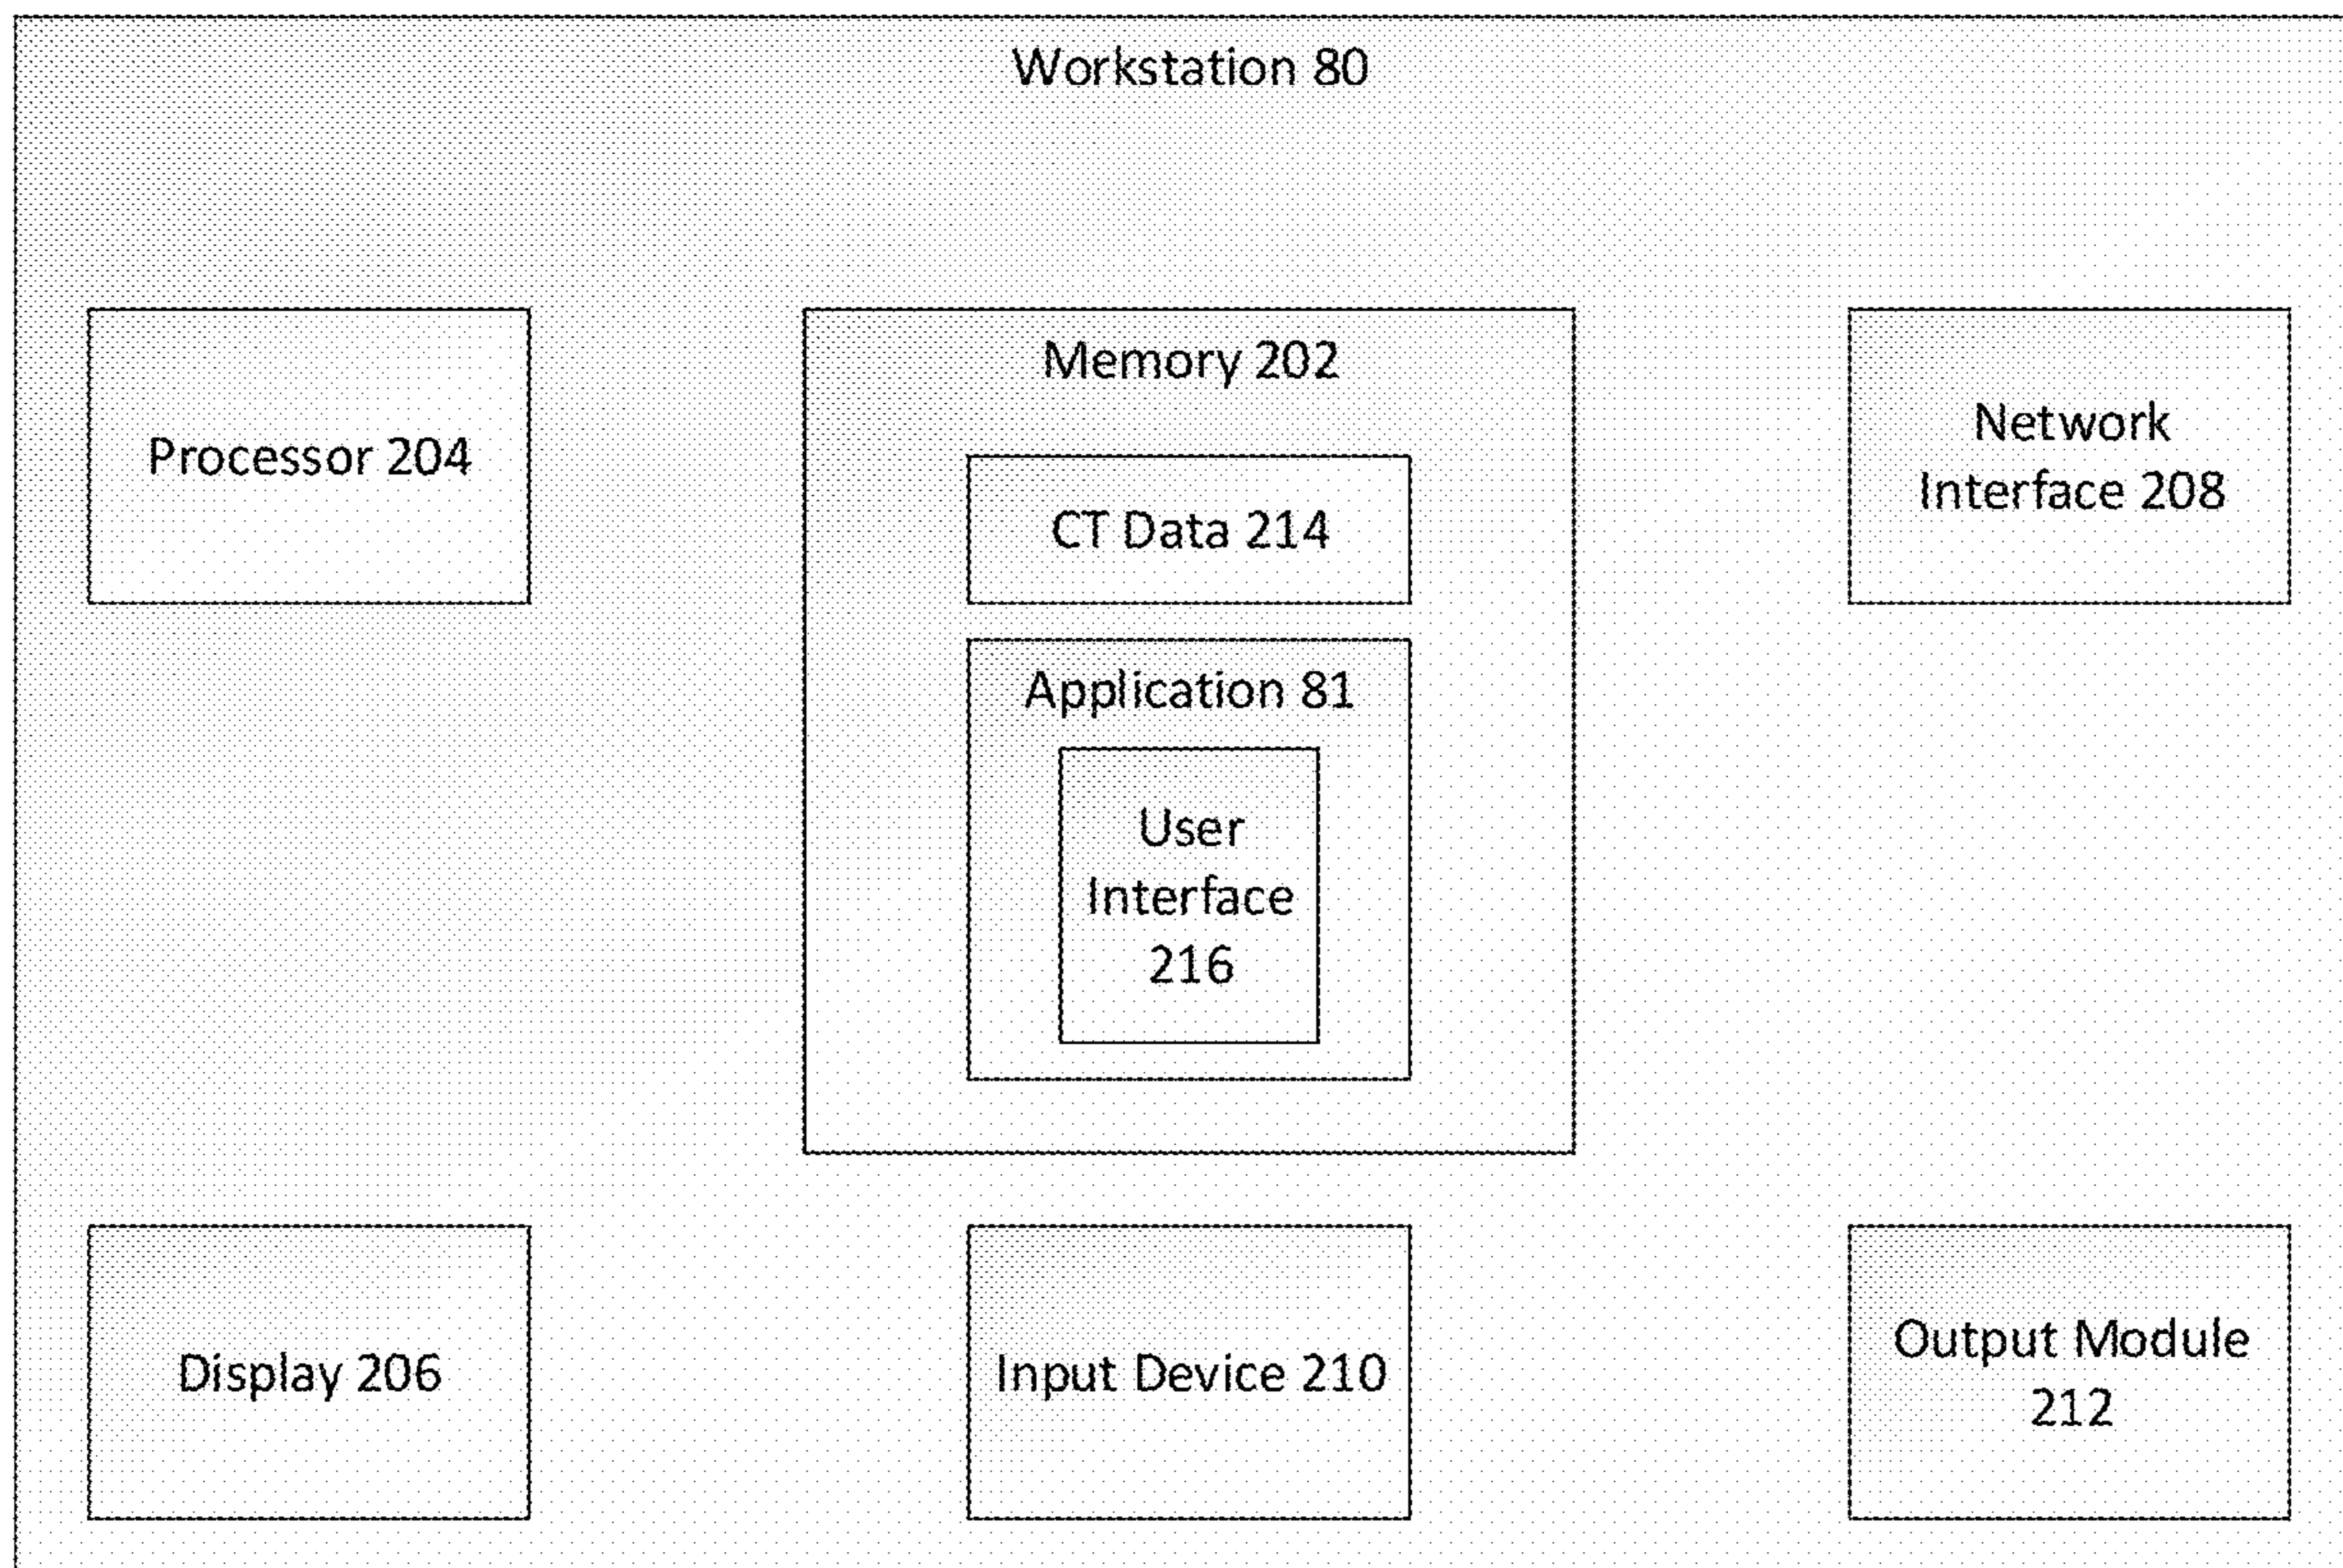 Workstation 80
Processor 204
Memory 202
CT Data 214
Application 81
User
Interface
216
Network
Interface 208
Display 206
Input Device 210
Output Module
212